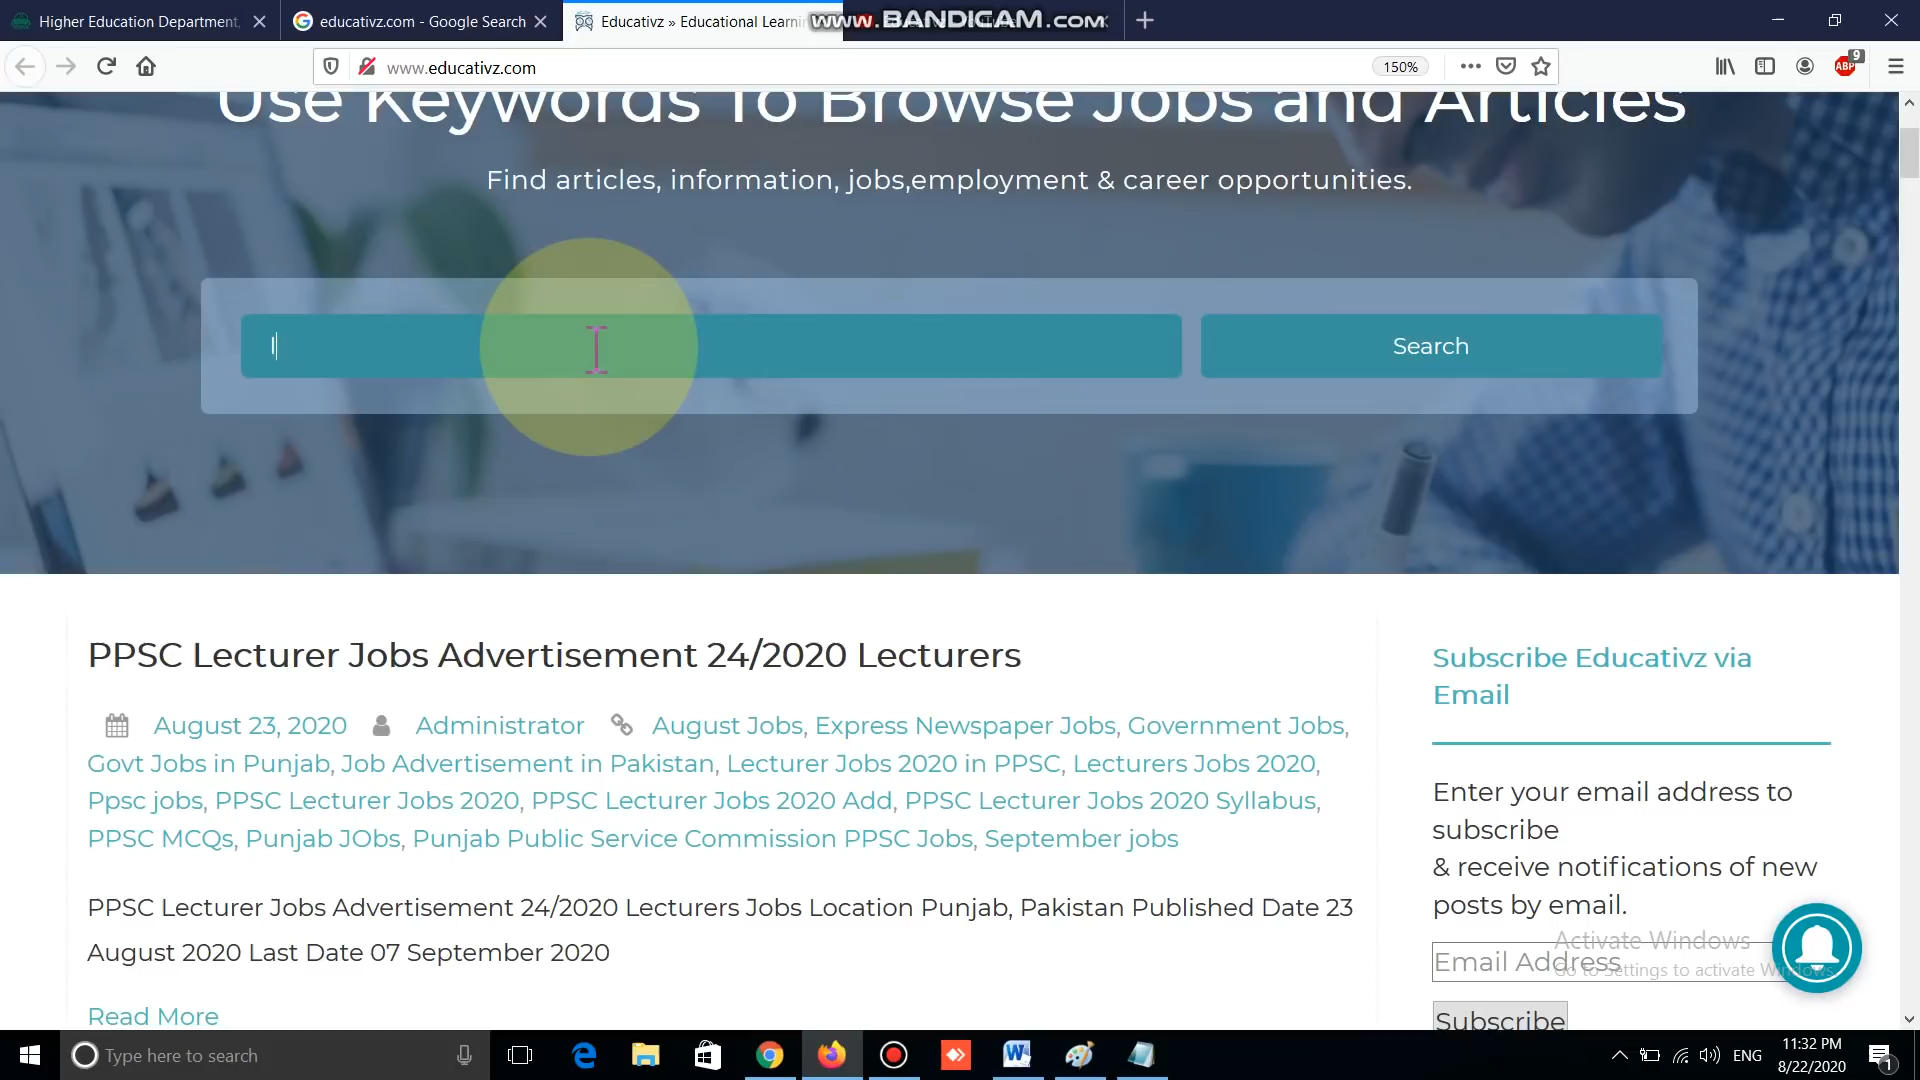 Higher Education Department,
educativz.com - Google Search
Educativz » Educational Learnin
www.BANDICAM.com
www.educativz.com
150%
ABP
9
Use Keywords To Browse Jobs and Articles
Find articles, information, jobs,employment & career opportunities.
l
Search
PPSC Lecturer Jobs Advertisement 24/2020 Lecturers
August 23, 2020 Administrator August Jobs, Express Newspaper Jobs, Government Jobs,
Govt Jobs in Punjab, Job Advertisement in Pakistan, Lecturer Jobs 2020 in PPSC, Lecturers Jobs 2020,
Ppsc jobs, PPSC Lecturer Jobs 2020, PPSC Lecturer Jobs 2020 Add, PPSC Lecturer Jobs 2020 Syllabus,
PPSC MCQs, Punjab JObs, Punjab Public Service Commission PPSC Jobs, September jobs
PPSC Lecturer Jobs Advertisement 24/2020 Lecturers Jobs Location Punjab, Pakistan Published Date 23
August 2020 Last Date 07 September 2020
Read More
Subscribe Educativz via
Email
Enter your email address to
subscribe
& receive notifications of new
posts by email.
Email Address
Subscribe
Activate Windows
Go to Settings to activate Windows.
Type here to search
ENG
11:32 PM
8/22/2020
1